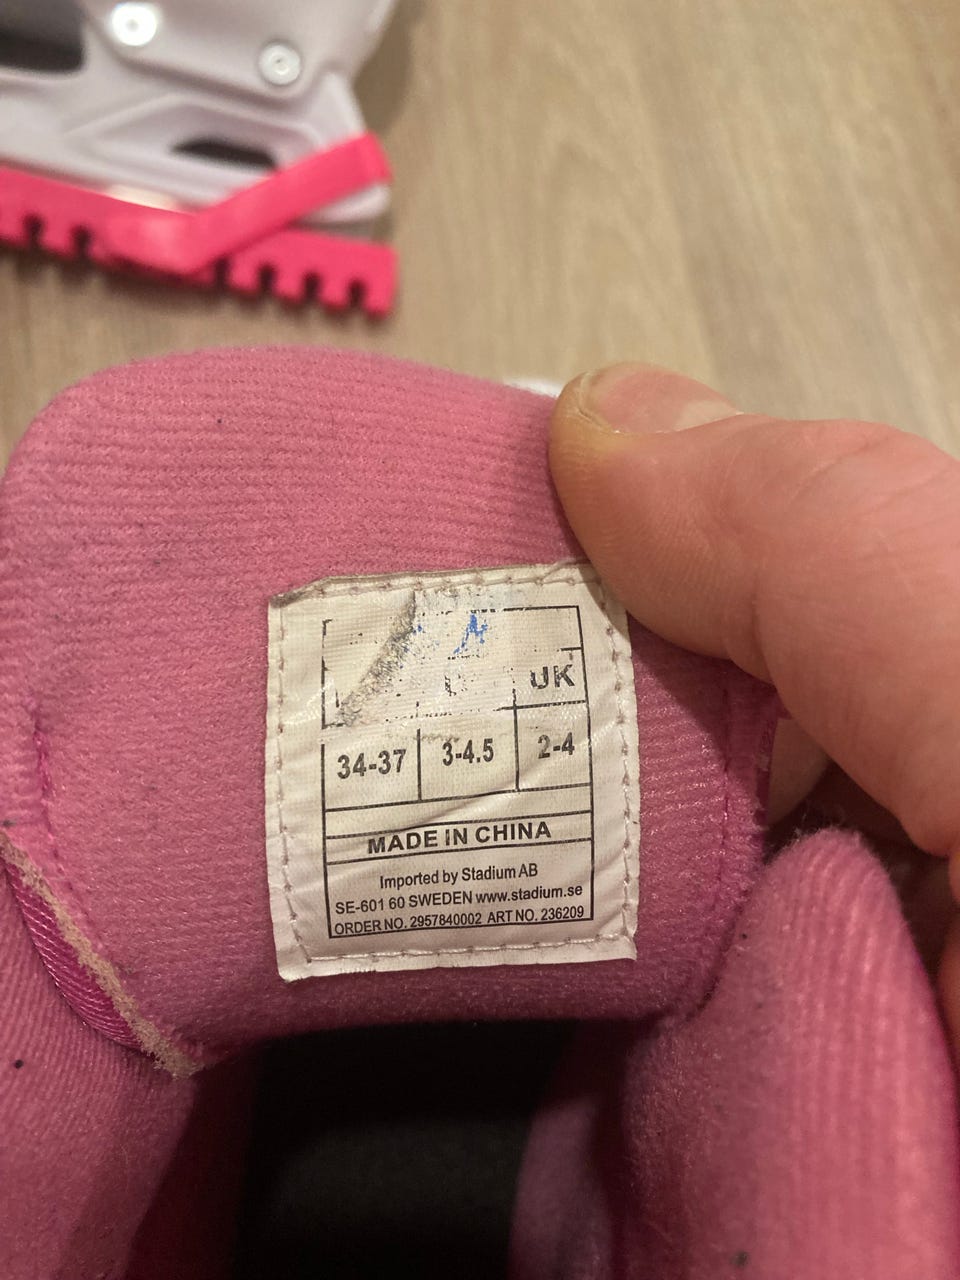 UK
34-37 3-4.5 2-4
MADE IN CHINA
Imported by Stadium AB
SE-601 60 SWEDEN www.stadium.se
ORDER NO. 2957840002 ART NO. 236209